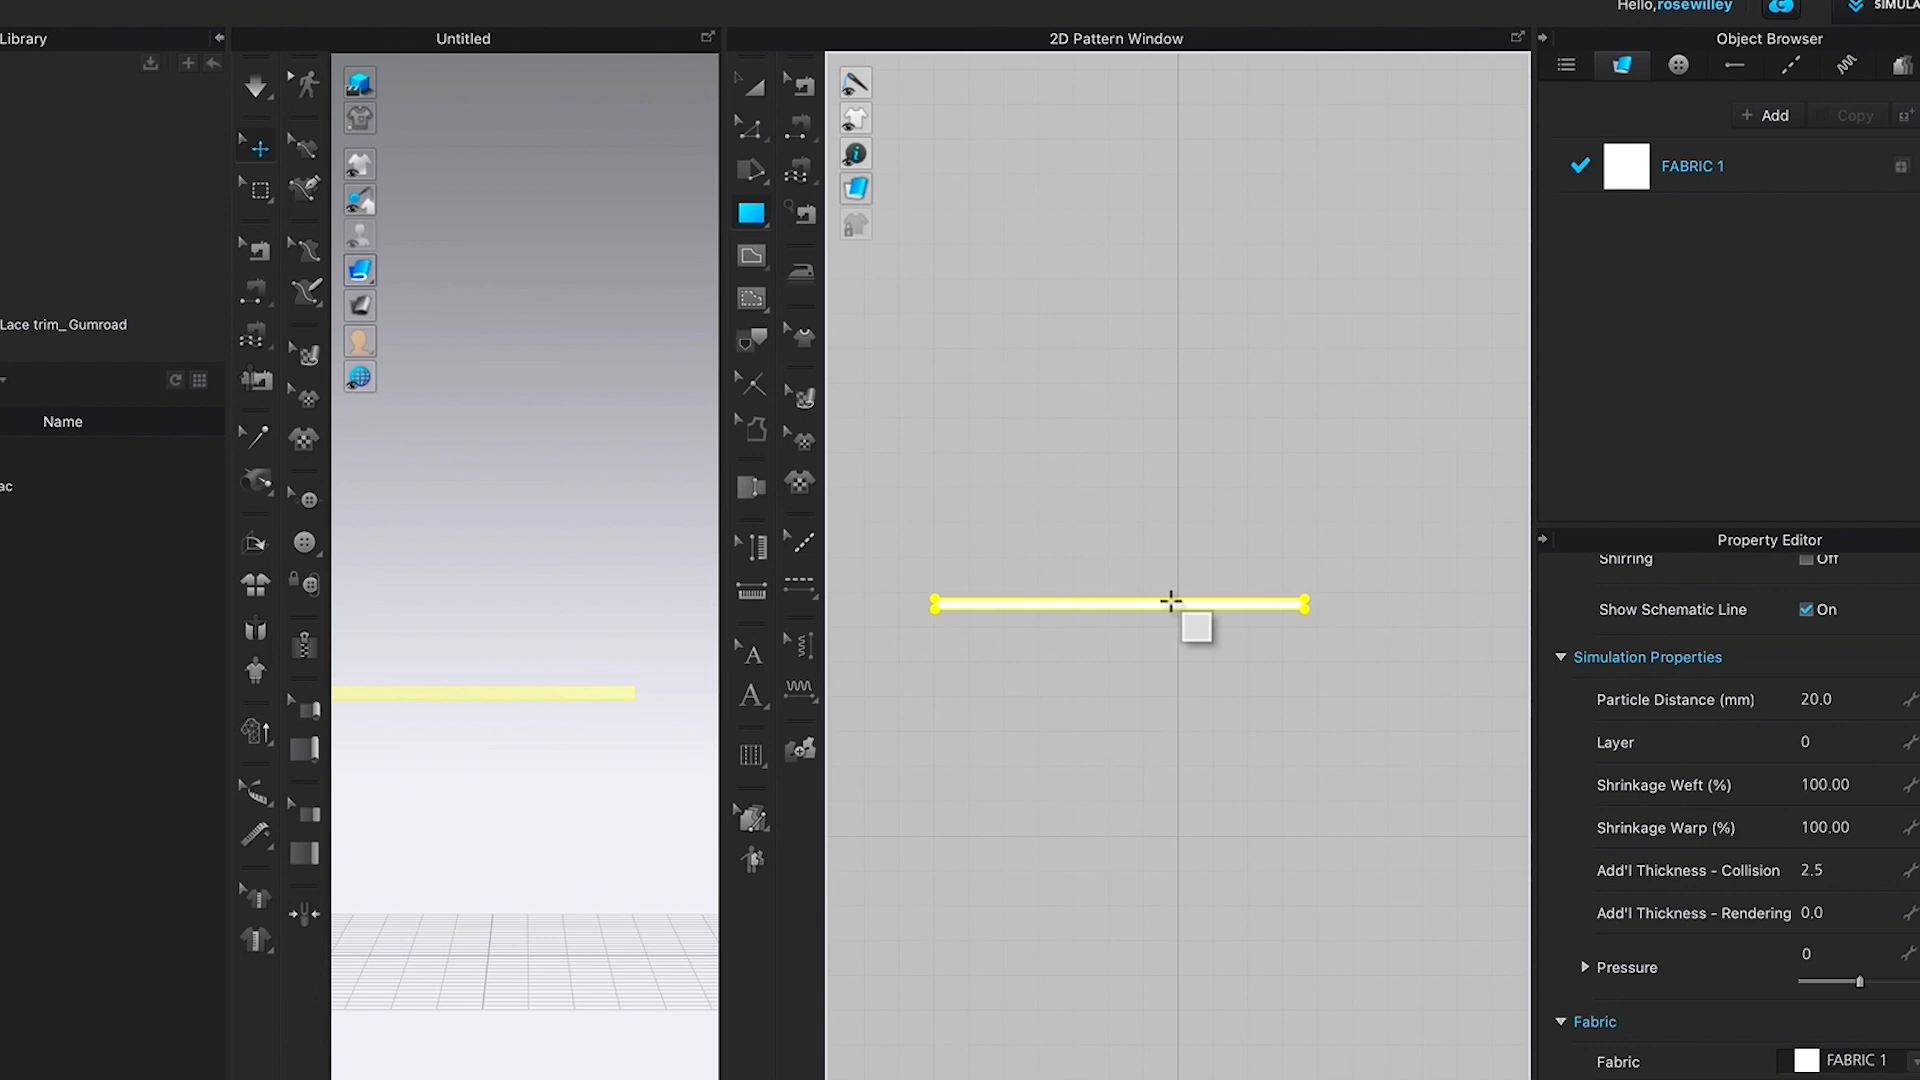 Hello,rosewilley
SIMULA
Library
Untitled
2D Pattern Window
Object Browser
+ Add
Copy
FABRIC 1
Lace trim_Gumroad
Name
ac
Property Editor
Shirring
Off
Show Schematic Line
On
Simulation Properties
Particle Distance (mm)
20.0
Layer
0
Shrinkage Weft (%)
100.00
Shrinkage Warp (%)
100.00
Add'l Thickness - Collision
2.5
Add'l Thickness - Rendering
0.0
Pressure
0
Fabric
Fabric
FABRIC 1